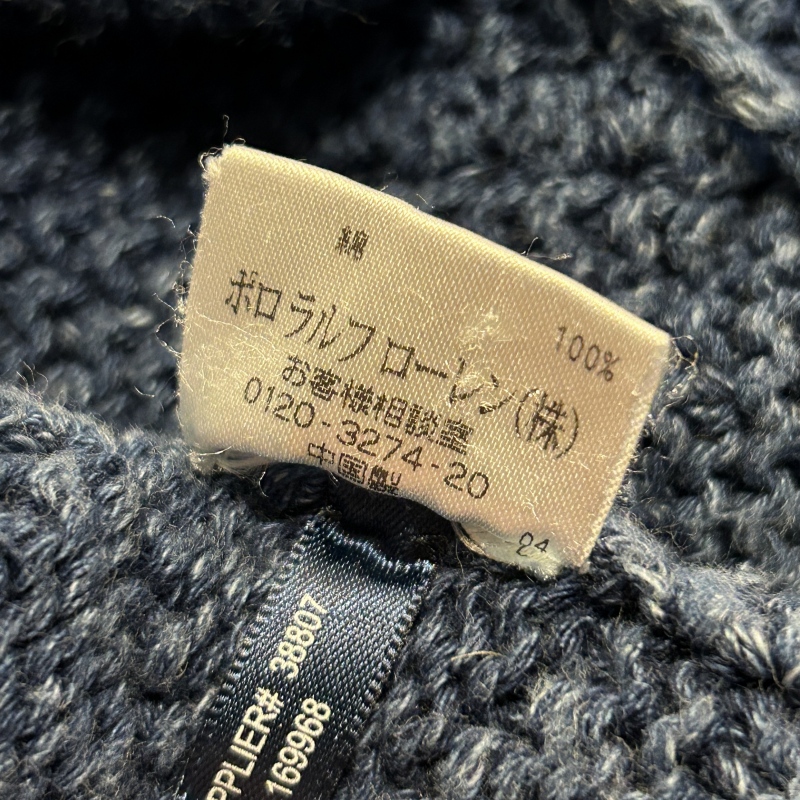 綿
100%
ポロ ラルフ ローレン(株)
お客様相談室
0120-3274-20
中国製
04
PPLIER# 38807
169968